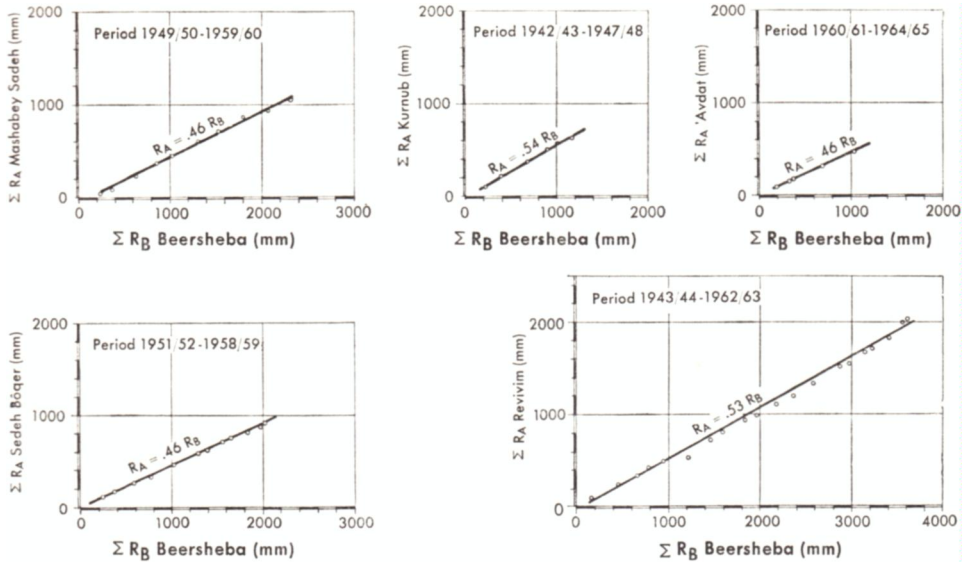 2000
Period 1949/50-1959/60
1000
0
Σ RA Mashabey Sadeh (mm)
RA = .46 RB
0 1000 2000 3000
Σ RB Beersheba (mm)
2000
Period 1942/43-1947/48
1000
0
Σ RA Kurnub (mm)
RA = .54 RB
0 1000 2000
Σ RB Beersheba (mm)
2000
Period 1960/61-1964/65
1000
0
Σ RA 'Avdat (mm)
RA = .46 RB
0 1000 2000
Σ RB Beersheba (mm)
2000
Period 1951/52-1958/59
1000
0
Σ RA Sedeh Bôqer (mm)
RA = .46 RB
0 1000 2000 3000
Σ RB Beersheba (mm)
Period 1943/44-1962/63
2000
1000
0
Σ RA Revivim (mm)
RA = .53 RB
0 1000 2000 3000 4000
Σ RB Beersheba (mm)